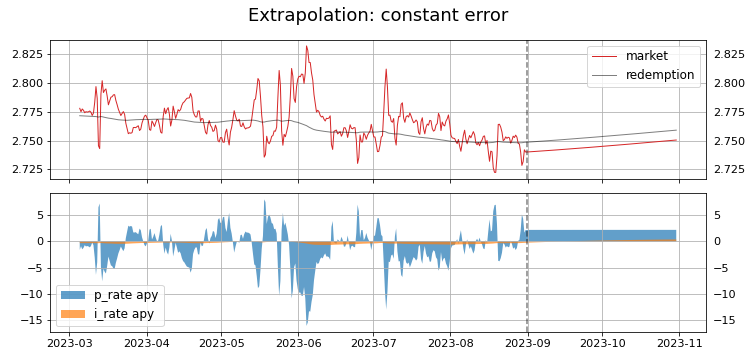 Extrapolation: constant error
2.825 2.825
market
redemption
2.800 2.800
2.775 2.775
2.750 2.750
2.725 2.725
5 5
0 0
−5 −5
−10 −10
−15 −15
p_rate apy
i_rate apy
2023-03 2023-04 2023-05 2023-06 2023-07 2023-08 2023-09 2023-10 2023-11